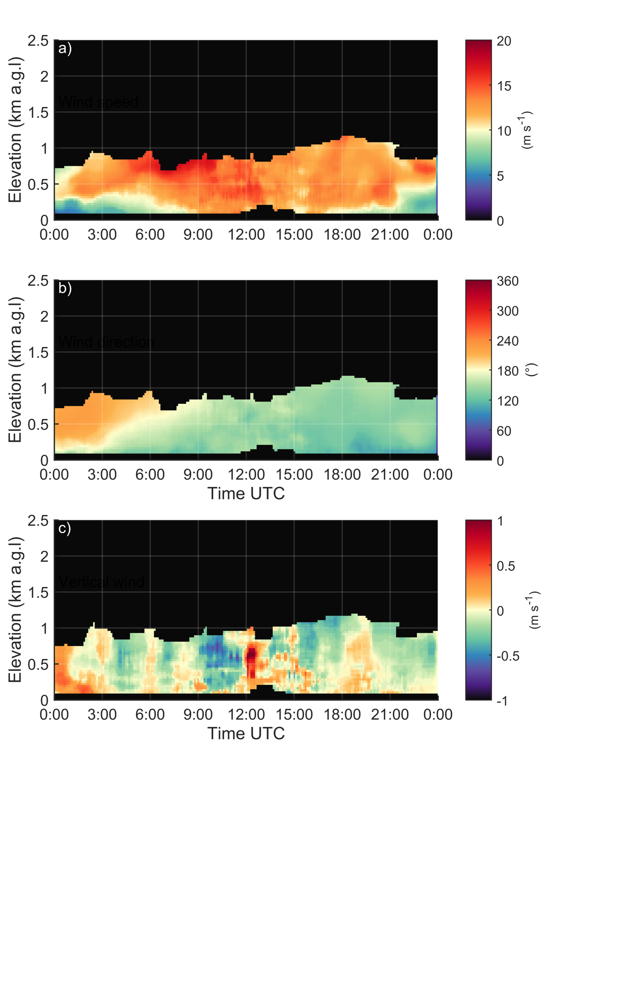 2.5
2
1.5
1
0.5
0
Elevation (km a.g.l)
a)
Wind speed
0:00 3:00 6:00 9:00 12:00 15:00 18:00 21:00 0:00
20
15
10
5
0
(m s-1)
2.5
2
1.5
1
0.5
0
Elevation (km a.g.l)
b)
Wind direction
0:00 3:00 6:00 9:00 12:00 15:00 18:00 21:00 0:00
Time UTC
360
300
240
180
120
60
0
(°)
2.5
2
1.5
1
0.5
0
Elevation (km a.g.l)
c)
Vertical wind
0:00 3:00 6:00 9:00 12:00 15:00 18:00 21:00 0:00
Time UTC
1
0.5
0
-0.5
-1
(m s-1)